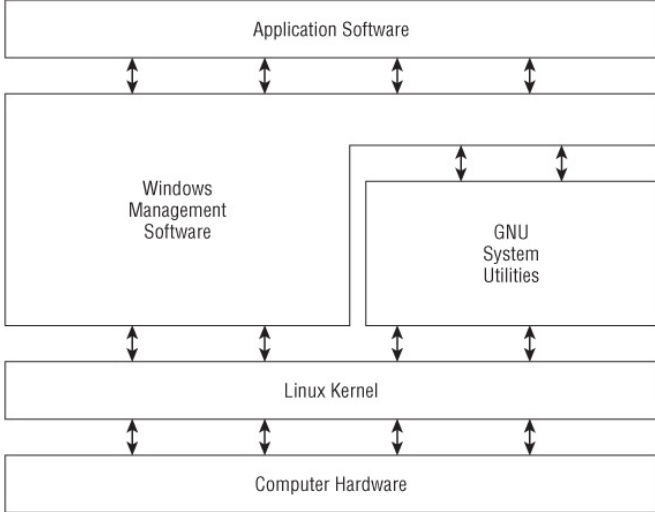 Application Software
Windows
Management
Software
GNU
System
Utilities
Linux Kernel
Computer Hardware